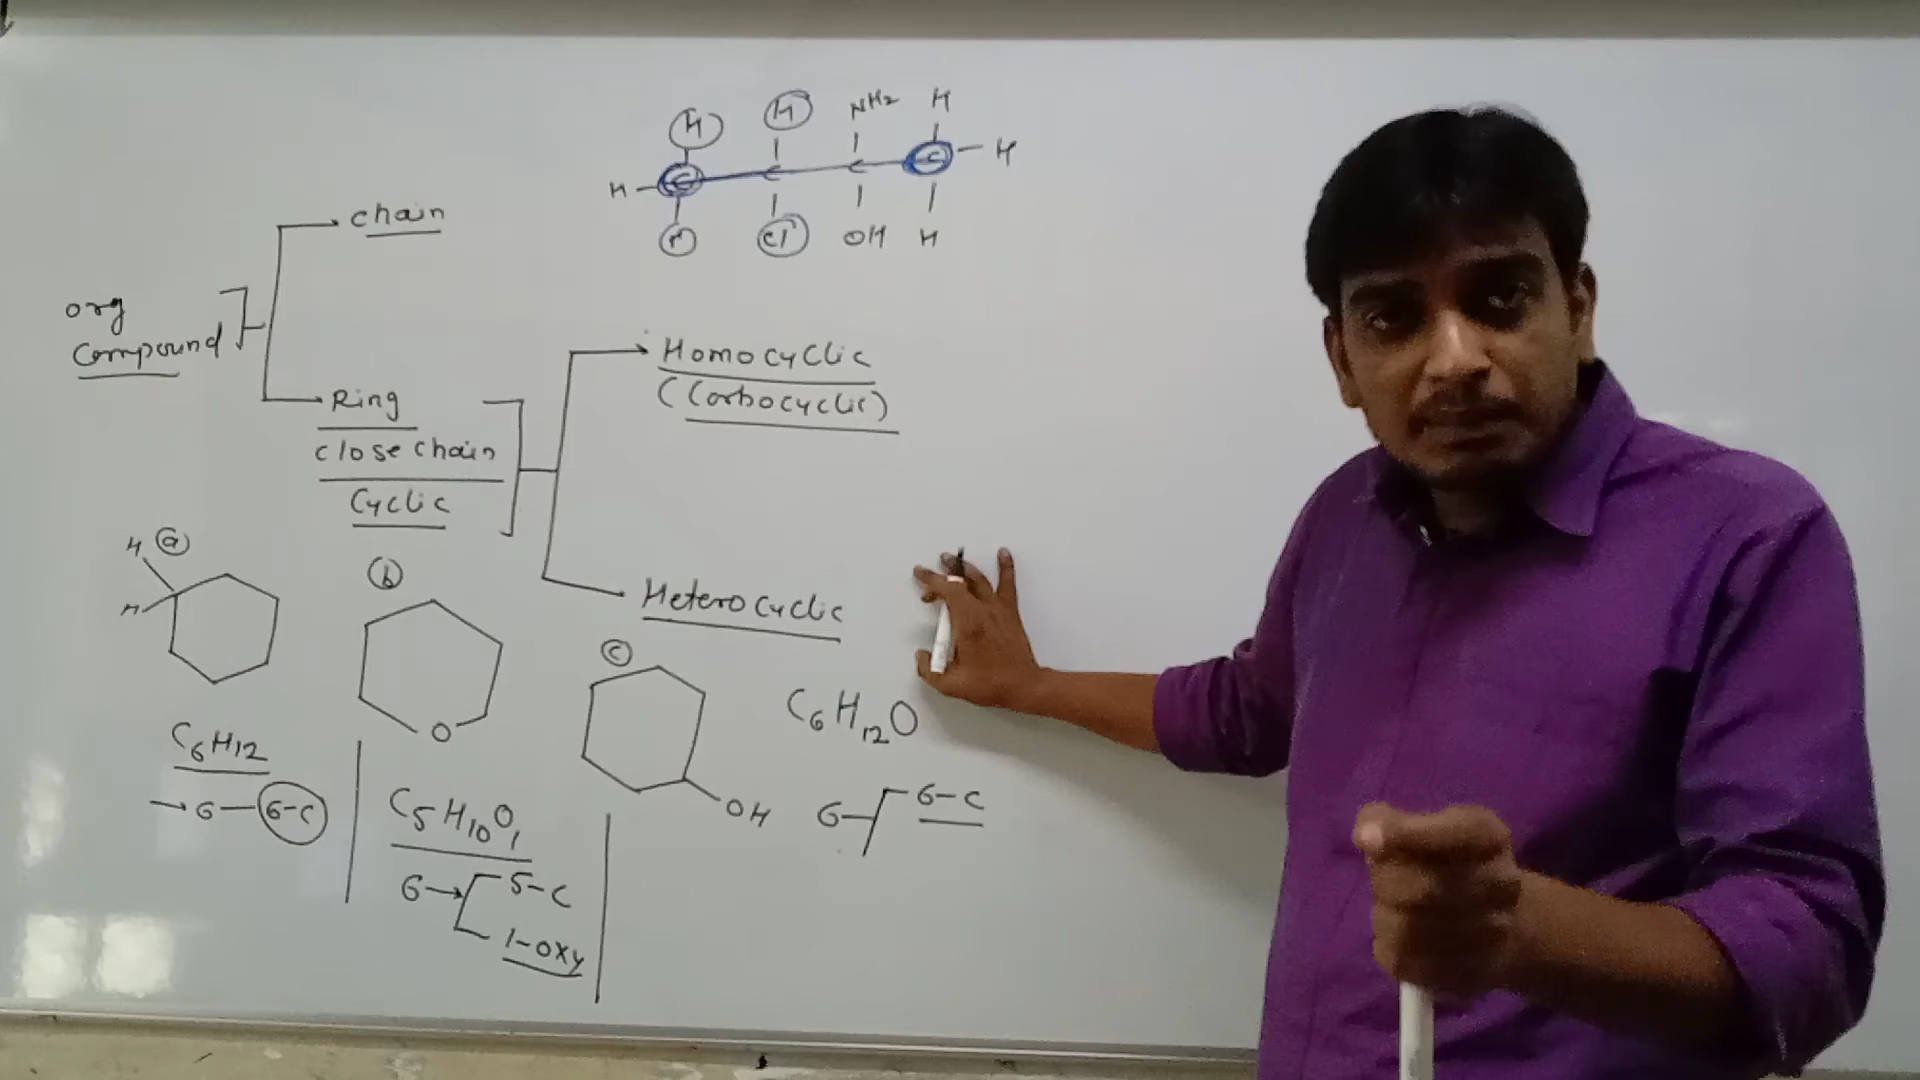 H H NH2 H
H - C - C - C - C - H
H Cl OH H
chain
org
compound
Homocyclic
(Carbocyclic)
Ring
close chain
Cyclic
Heterocyclic
H a
H
b
O
c
OH
C6H12
→ 6 - 6-C
C5H10O1
6 → 5-C
1-oxy
C6H12O
6 - 6-C